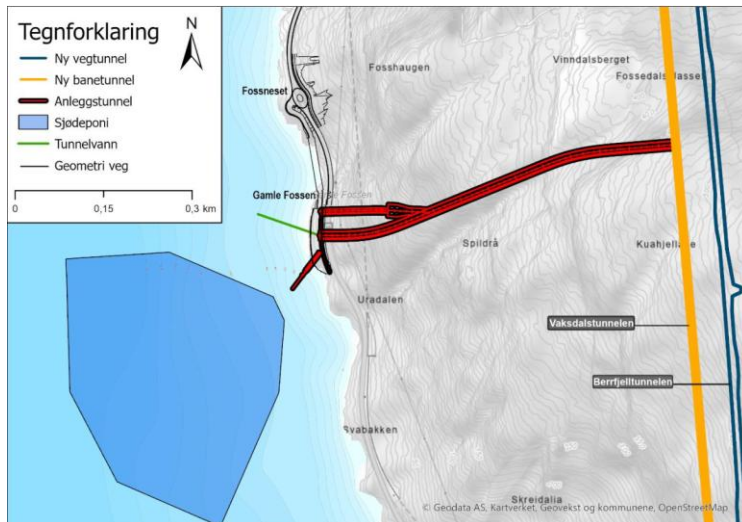 Tegnforklaring
N
Ny vegtunnel
Ny banetunnel
Anleggstunnel
Sjødeponi
Tunnelvann
Geometri veg
0
0,15
0,3 km
Vinndalsberget
Fosshaugen
Fossneset
Gamle Fossen
Fossen
Spildrå
Uradalen
Vaksdalstunnelen
Berrfjelltunnelen
Svabakken
Skreidalia
© Geodata AS, Kartverket, Geovekst og kommunene, OpenStreetMap